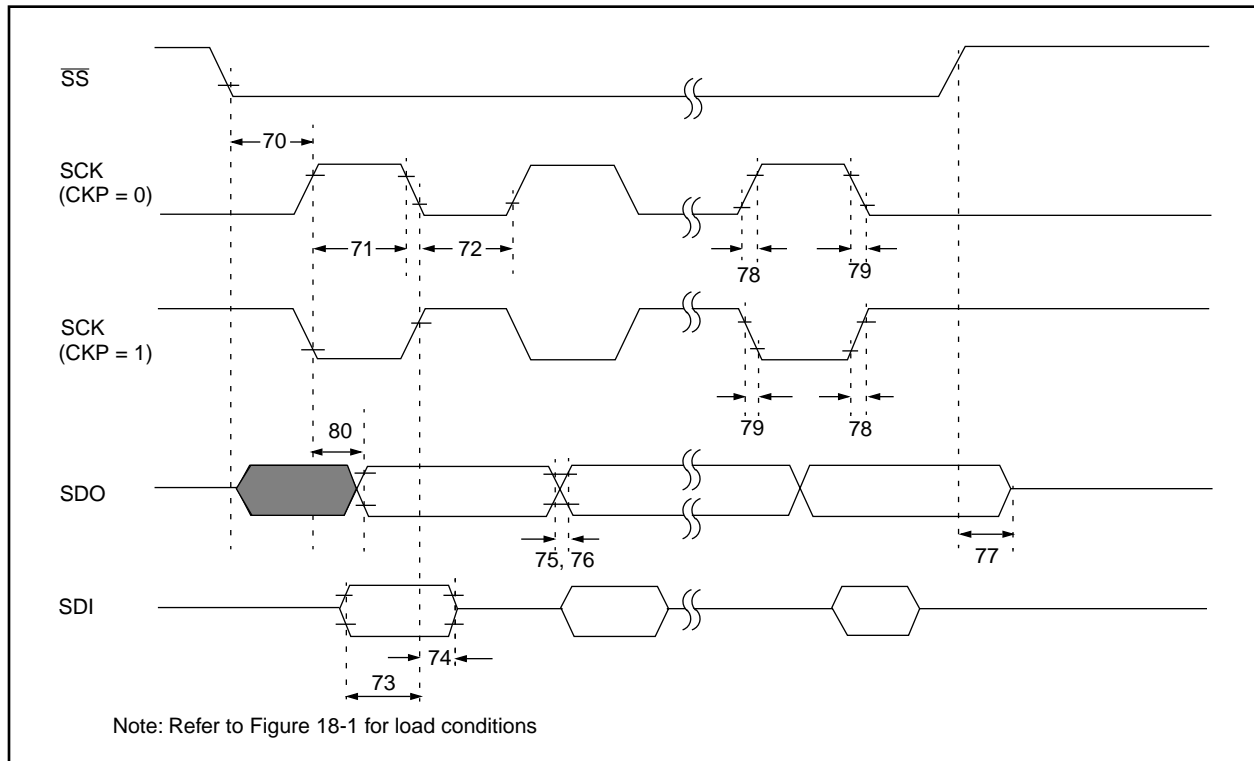 SS
70
SCK
(CKP = 0)
71
72
78
79
SCK
(CKP = 1)
79
78
80
SDO
75, 76
77
SDI
74
73
Note: Refer to Figure 18-1 for load conditions